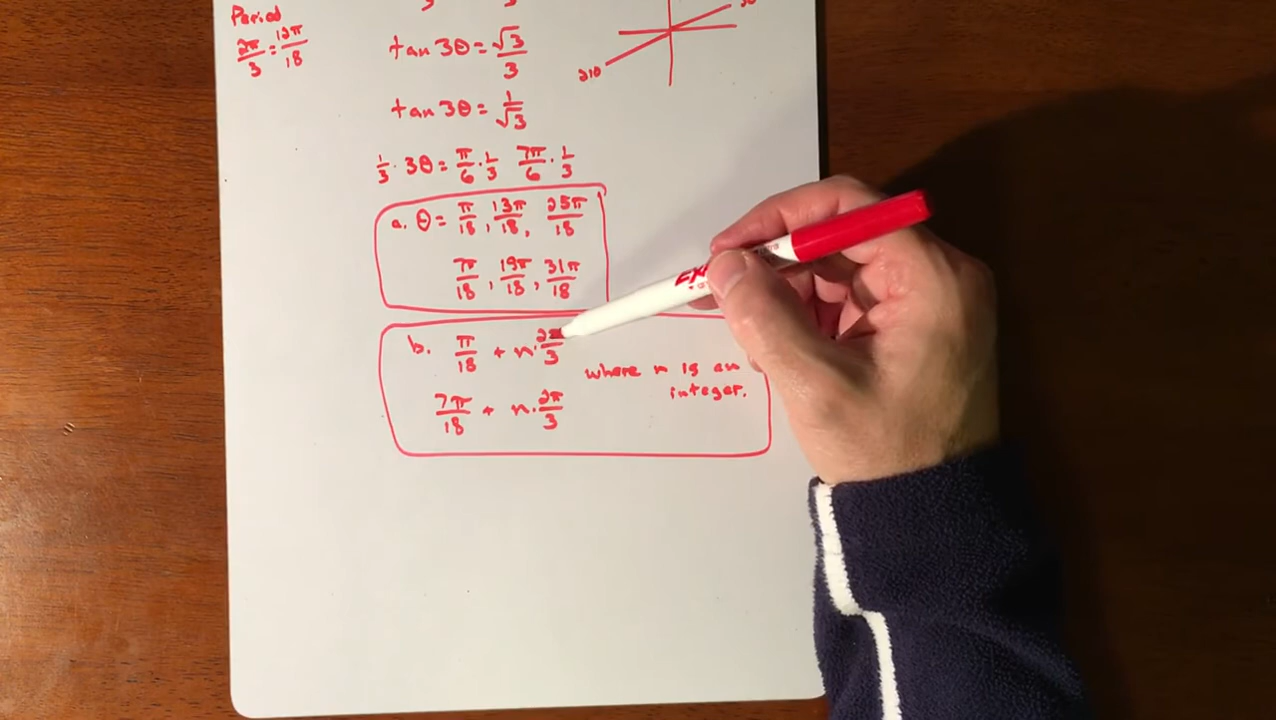 Period
2π/3 = 12π/18
tan 3θ = √3/3
210
tan 3θ = 1/√3
1/3 · 3θ = π/6 · 1/3 7π/6 · 1/3
a. θ = π/18, 13π/18, 25π/18
7π/18, 19π/18, 31π/18
b. π/18 + n · 2π/3
where n is an
integer.
7π/18 + n · 2π/3